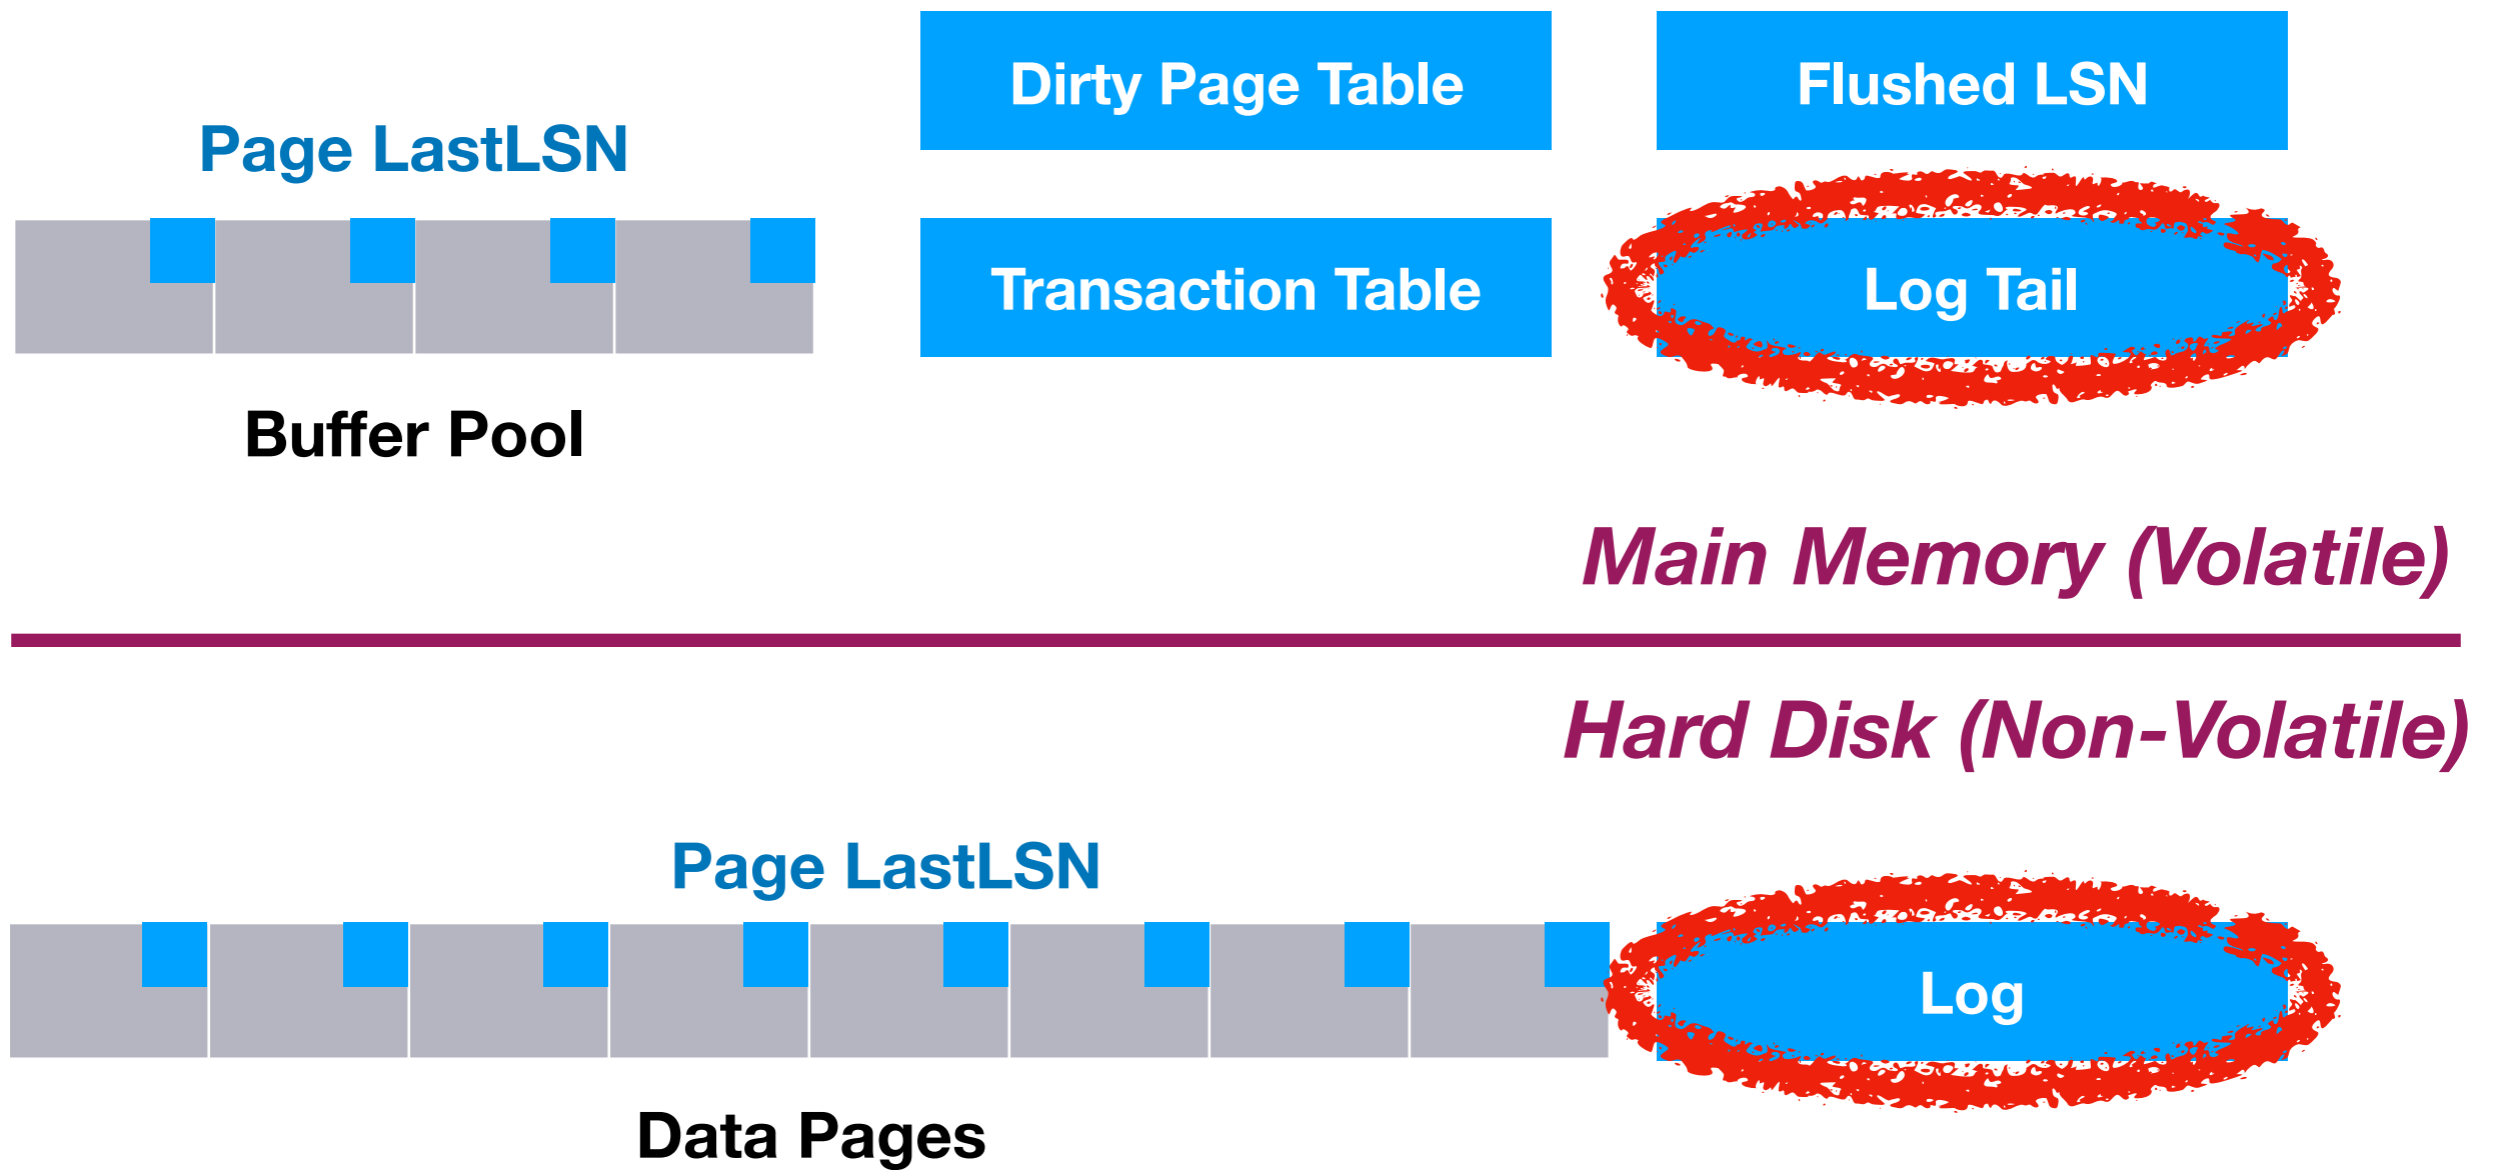 Dirty Page Table
Flushed LSN
Page LastLSN
Transaction Table
Log Tail
Buffer Pool
Main Memory (Volatile)
Hard Disk (Non-Volatile)
Page LastLSN
Log
Data Pages